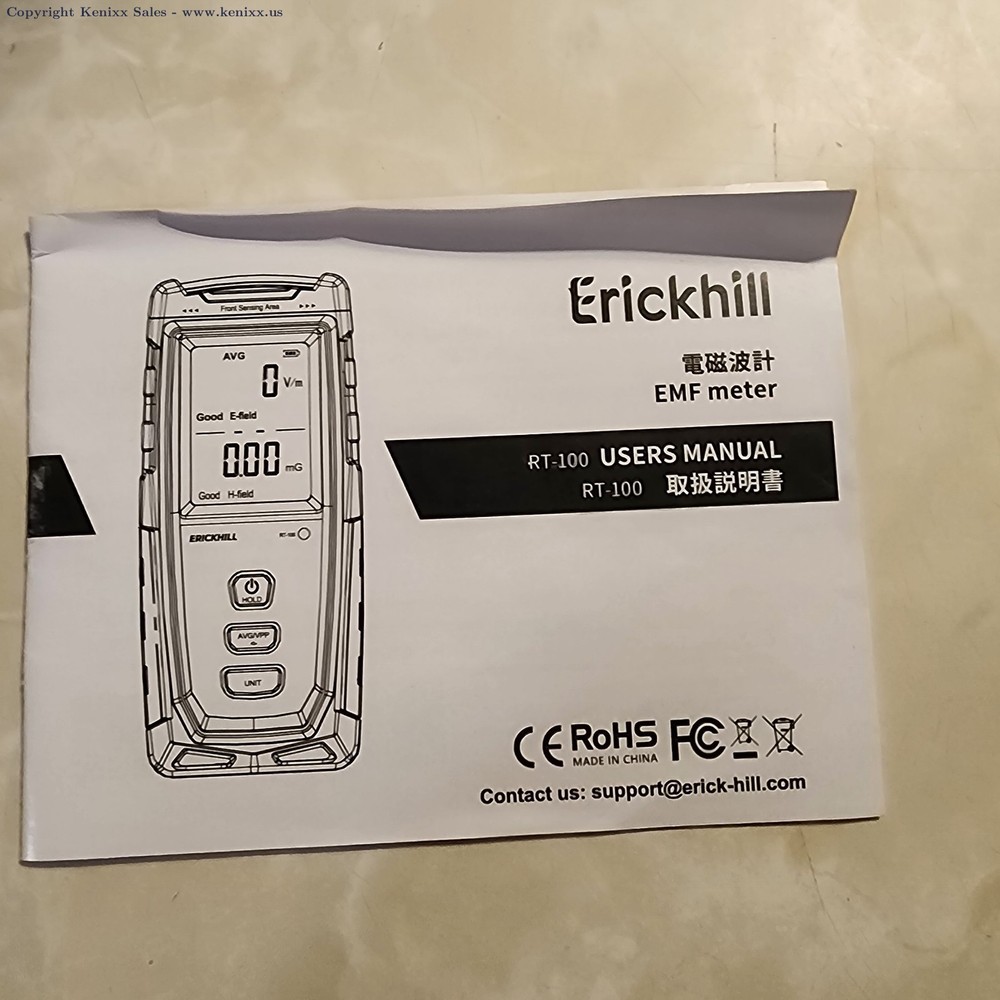 Copyright Kenixx Sales - www.kenixx.us
Erickhill
電磁波計
EMF meter
RT-100 USERS MANUAL
RT-100 取扱説明書
Front Sensing Area
AVG
0 V/m
Good E-field
0.00 mG
Good H-field
ERICKHILL RT-100
HOLD
AVG/VPP
UNIT
CE RoHS FC
MADE IN CHINA
Contact us: support@erick-hill.com